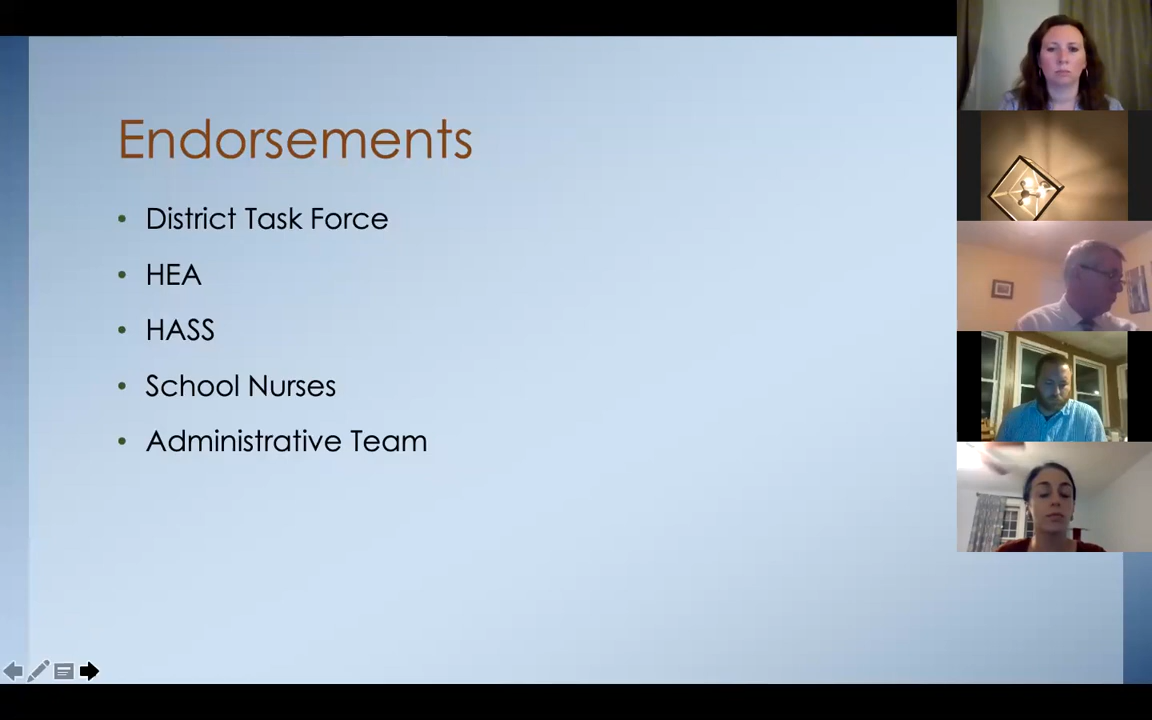 Endorsements
District Task Force
HEA
HASS
School Nurses
Administrative Team